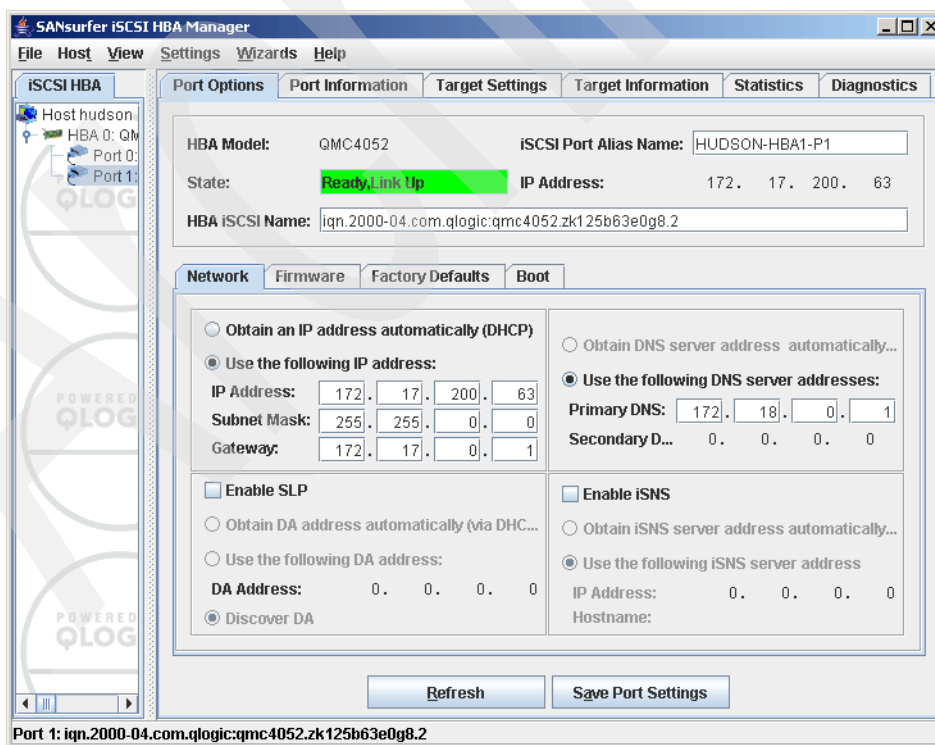 SANsurfer iSCSI HBA Manager
File Host View Settings Wizards Help
iSCSI HBA
Host hudson
HBA 0: QM
Port 0:
Port 1:
QLOG
POWERED
QLOG
POWERED
QLOG
Port Options Port Information Target Settings Target Information Statistics Diagnostics
HBA Model: QMC4052 iSCSI Port Alias Name: HUDSON-HBA1-P1
State: Ready,Link Up IP Address: 172. 17. 200. 63
HBA iSCSI Name: iqn.2000-04.com.qlogic:qmc4052.zk125b63e0g8.2
Network Firmware Factory Defaults Boot
Obtain an IP address automatically (DHCP)
Use the following IP address:
IP Address: 172. 17. 200. 63
Subnet Mask: 255. 255. 0. 0
Gateway: 172. 17. 0. 1
Obtain DNS server address automatically...
Use the following DNS server addresses:
Primary DNS: 172. 18. 0. 1
Secondary D... 0. 0. 0. 0
Enable SLP
Obtain DA address automatically (via DHC...
Use the following DA address:
DA Address: 0. 0. 0. 0
Discover DA
Enable iSNS
Obtain iSNS server address automatically...
Use the following iSNS server address
IP Address: 0. 0. 0. 0
Hostname:
Refresh Save Port Settings
Port 1: iqn.2000-04.com.qlogic:qmc4052.zk125b63e0g8.2